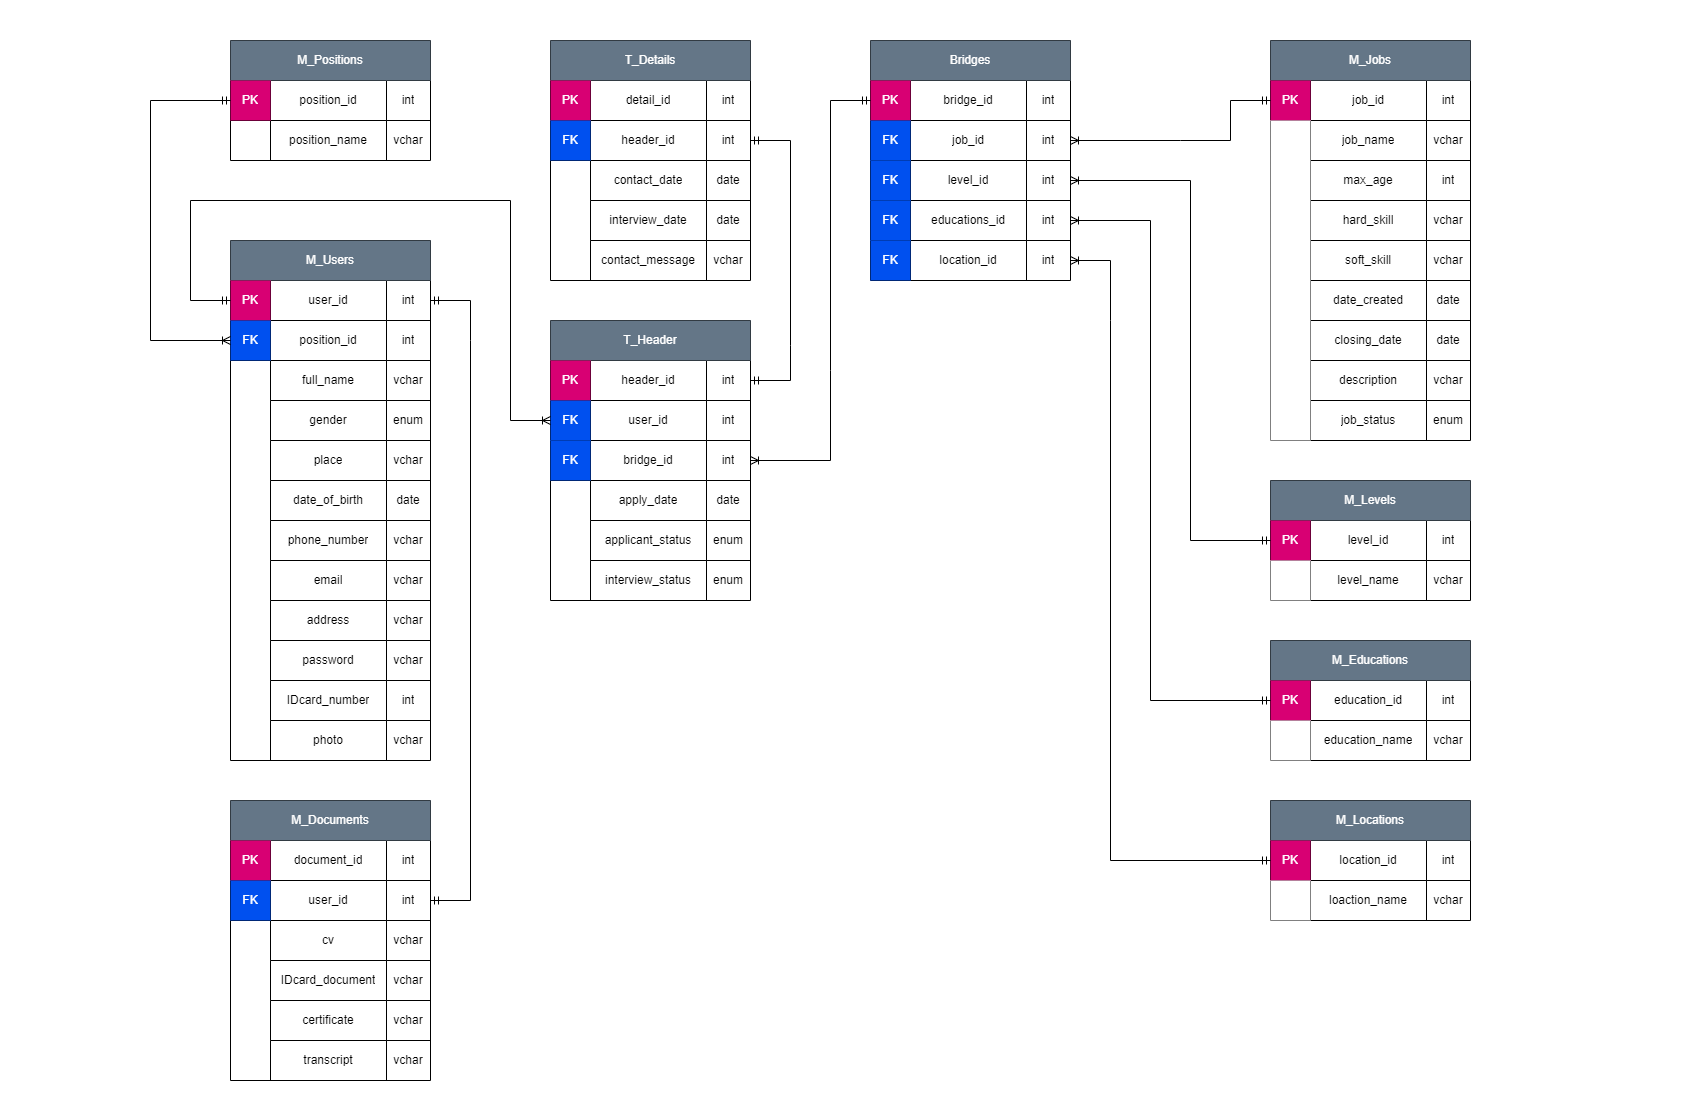 M_Positions
PK position_id int
position_name vchar
M_Users
PK user_id int
FK position_id int
full_name vchar
gender enum
place vchar
date_of_birth date
phone_number vchar
email vchar
address vchar
password vchar
IDcard_number int
photo vchar
M_Documents
PK document_id int
FK user_id int
cv vchar
IDcard_document vchar
certificate vchar
transcript vchar
T_Details
PK detail_id int
FK header_id int
contact_date date
interview_date date
contact_message vchar
T_Header
PK header_id int
FK user_id int
FK bridge_id int
apply_date date
applicant_status enum
interview_status enum
Bridges
PK bridge_id int
FK job_id int
FK level_id int
FK educations_id int
FK location_id int
M_Jobs
PK job_id int
job_name vchar
max_age int
hard_skill vchar
soft_skill vchar
date_created date
closing_date date
description vchar
job_status enum
M_Levels
PK level_id int
level_name vchar
M_Educations
PK education_id int
education_name vchar
M_Locations
PK location_id int
loaction_name vchar